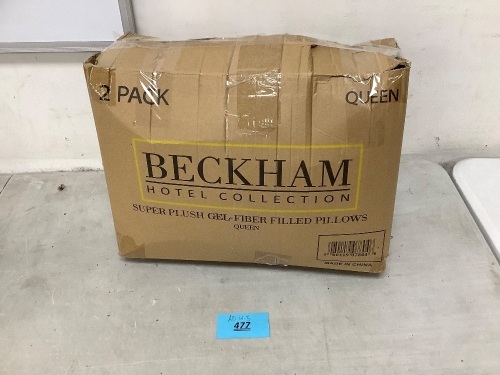 2 PACK QUEEN
BECKHAM
HOTEL COLLECTION
SUPER PLUSH GEL-FIBER FILLED PILLOWS
QUEEN
MADE IN CHINA
477